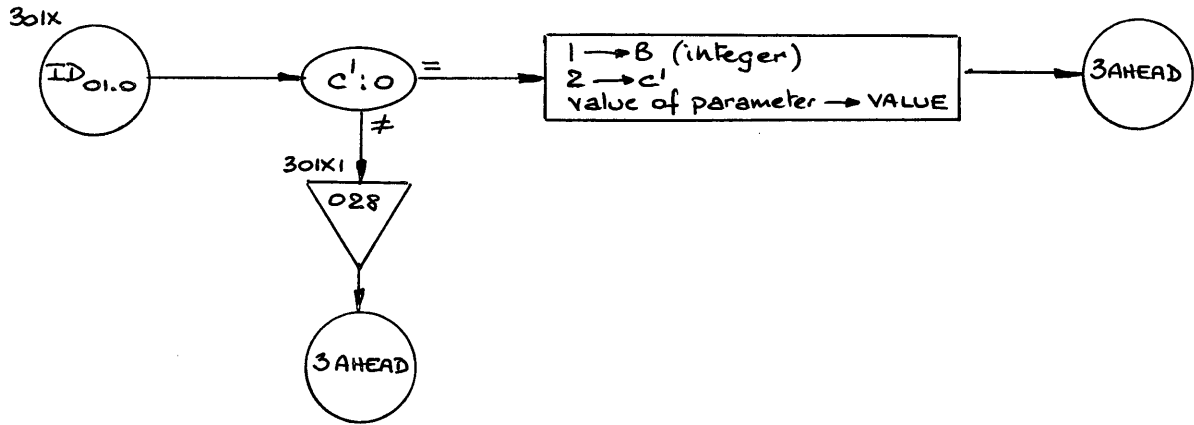 301X
ID01.0
c':0
=
1 → B (integer)
2 → c'
value of parameter → VALUE
3AHEAD
≠
301X1
028
3AHEAD